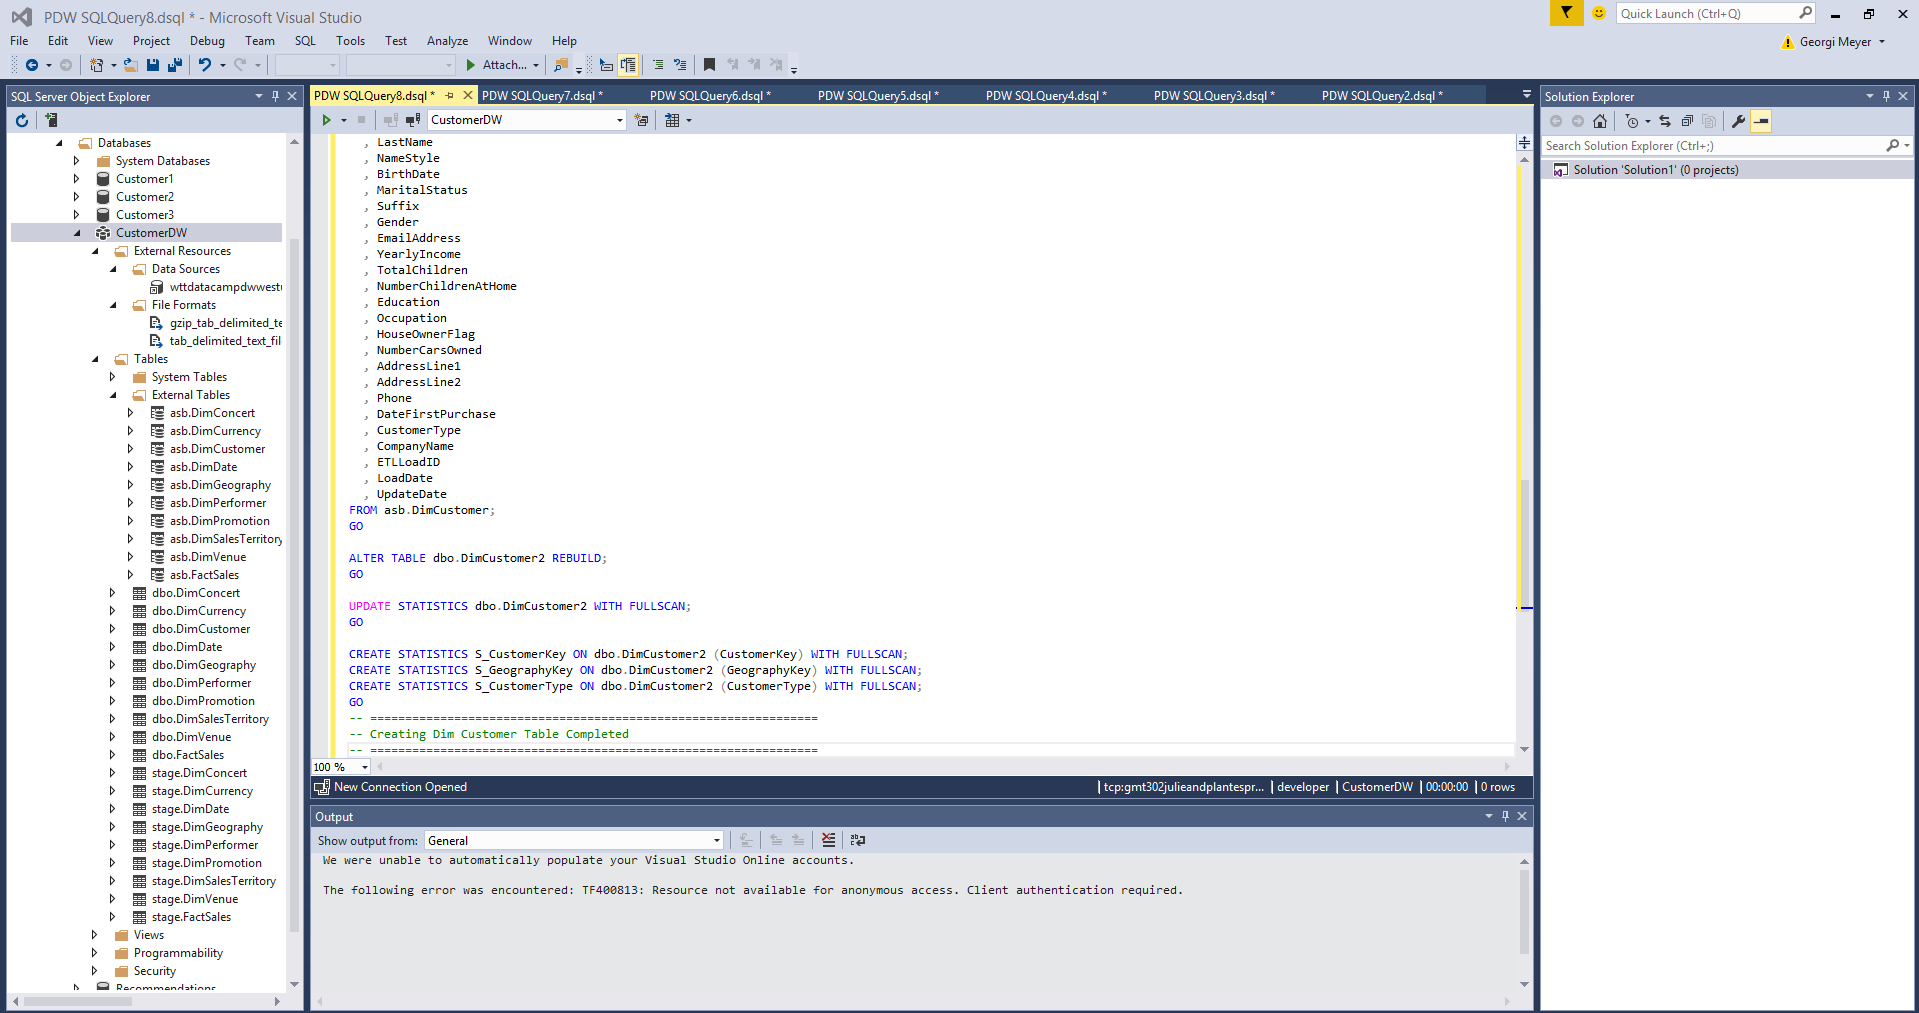 PDW SQLQuery8.dsql * - Microsoft Visual Studio
Quick Launch (Ctrl+Q)
File Edit View Project Debug Team SQL Tools Test Analyze Window Help
Georgi Meyer
Attach...
SQL Server Object Explorer
Databases
System Databases
Customer1
Customer2
Customer3
CustomerDW
External Resources
Data Sources
wttdatacampdwwestu
File Formats
gzip_tab_delimited_te
tab_delimited_text_fil
Tables
System Tables
External Tables
asb.DimConcert
asb.DimCurrency
asb.DimCustomer
asb.DimDate
asb.DimGeography
asb.DimPerformer
asb.DimPromotion
asb.DimSalesTerritory
asb.DimVenue
asb.FactSales
dbo.DimConcert
dbo.DimCurrency
dbo.DimCustomer
dbo.DimDate
dbo.DimGeography
dbo.DimPerformer
dbo.DimPromotion
dbo.DimSalesTerritory
dbo.DimVenue
dbo.FactSales
stage.DimConcert
stage.DimCurrency
stage.DimDate
stage.DimGeography
stage.DimPerformer
stage.DimPromotion
stage.DimSalesTerritory
stage.DimVenue
stage.FactSales
Views
Programmability
Security
Recommendations
PDW SQLQuery8.dsql * PDW SQLQuery7.dsql * PDW SQLQuery6.dsql * PDW SQLQuery5.dsql * PDW SQLQuery4.dsql * PDW SQLQuery3.dsql * PDW SQLQuery2.dsql *
CustomerDW
, LastName
, NameStyle
, BirthDate
, MaritalStatus
, Suffix
, Gender
, EmailAddress
, YearlyIncome
, TotalChildren
, NumberChildrenAtHome
, Education
, Occupation
, HouseOwnerFlag
, NumberCarsOwned
, AddressLine1
, AddressLine2
, Phone
, DateFirstPurchase
, CustomerType
, CompanyName
, ETLLoadID
, LoadDate
, UpdateDate
FROM asb.DimCustomer;
GO
ALTER TABLE dbo.DimCustomer2 REBUILD;
GO
UPDATE STATISTICS dbo.DimCustomer2 WITH FULLSCAN;
GO
CREATE STATISTICS S_CustomerKey ON dbo.DimCustomer2 (CustomerKey) WITH FULLSCAN;
CREATE STATISTICS S_GeographyKey ON dbo.DimCustomer2 (GeographyKey) WITH FULLSCAN;
CREATE STATISTICS S_CustomerType ON dbo.DimCustomer2 (CustomerType) WITH FULLSCAN;
GO
-- ================================================================
-- Creating Dim Customer Table Completed
-- ================================================================
100 %
New Connection Opened
tcp:gmt302julieandplantespr... developer CustomerDW 00:00:00 0 rows
Output
Show output from: General
We were unable to automatically populate your Visual Studio Online accounts.
The following error was encountered: TF400813: Resource not available for anonymous access. Client authentication required.
Solution Explorer
Search Solution Explorer (Ctrl+;)
Solution 'Solution1' (0 projects)